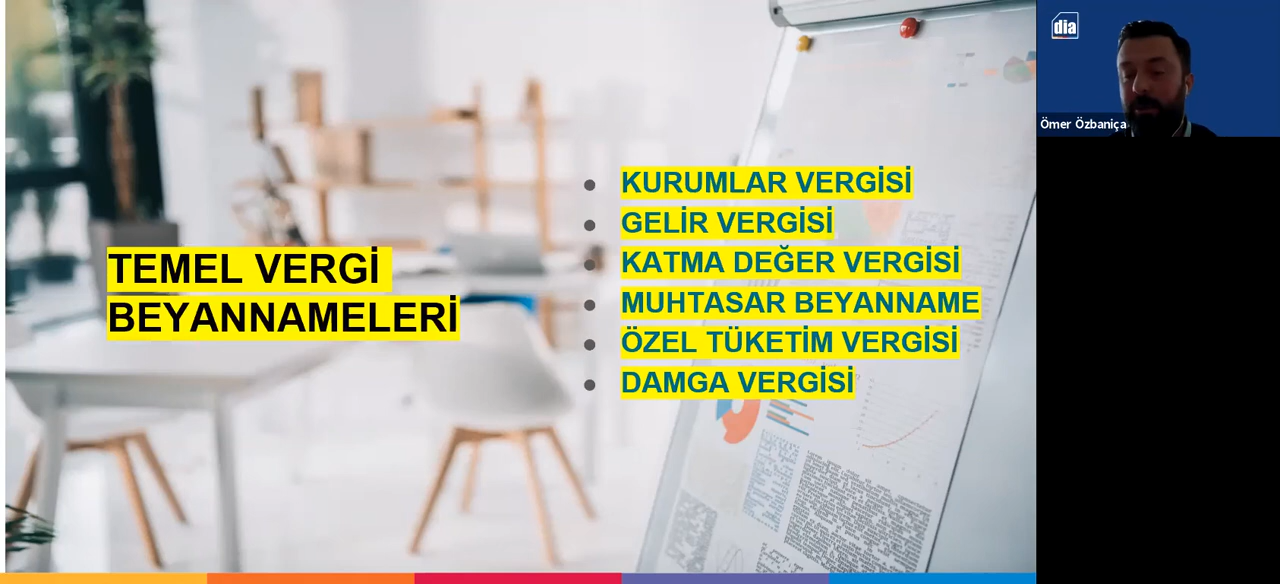 TEMEL VERGİ
BEYANNAMELERİ
KURUMLAR VERGİSİ
GELİR VERGİSİ
KATMA DEĞER VERGİSİ
MUHTASAR BEYANNAME
ÖZEL TÜKETİM VERGİSİ
DAMGA VERGİSİ
dia
Ömer Özbaniça